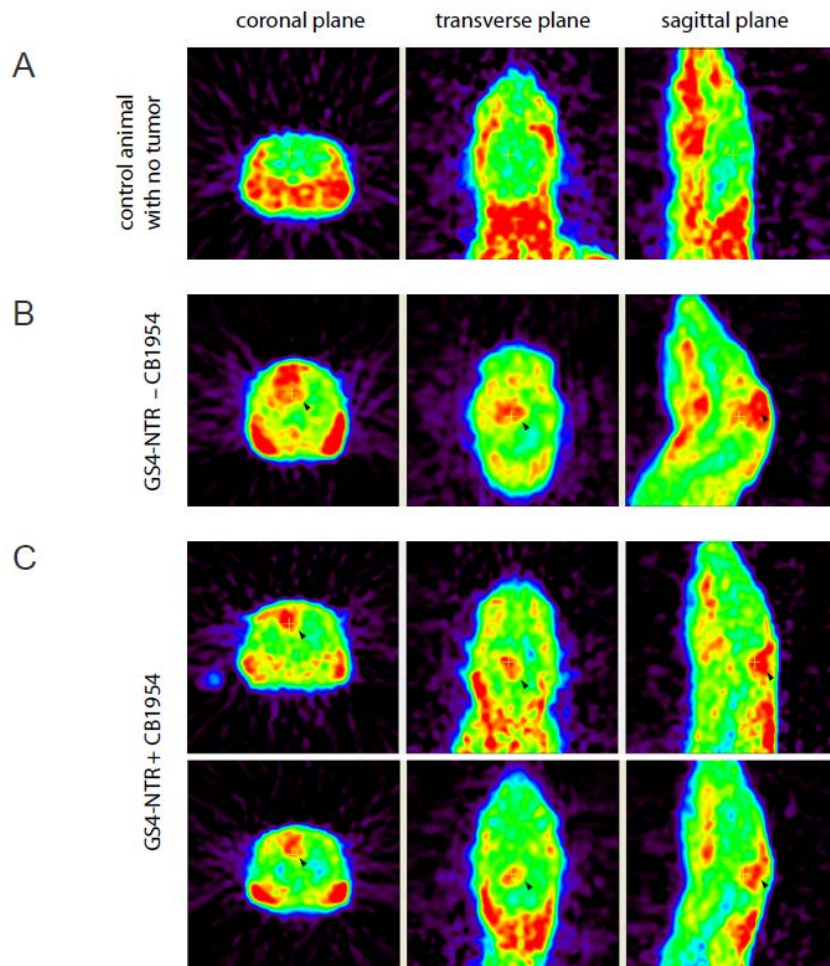 coronal plane transverse plane sagittal plane
A
control animal
with no tumor
B
GS4-NTR – CB1954
C
GS4-NTR + CB1954